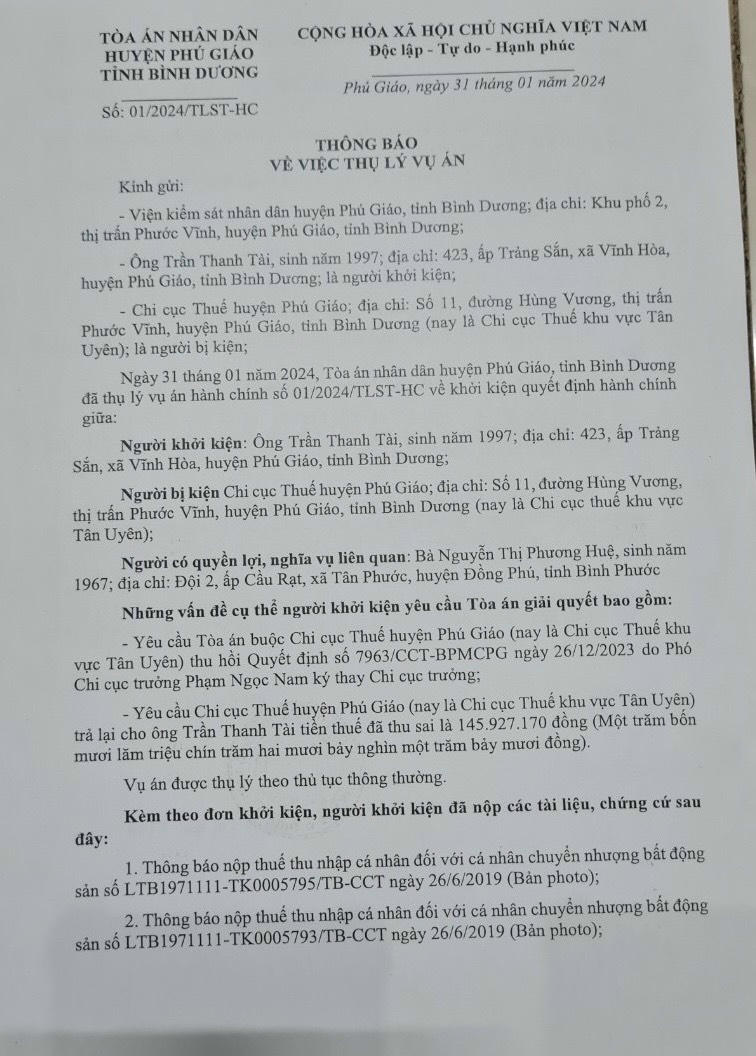 TÒA ÁN NHÂN DÂN
HUYỆN PHÚ GIÁO
TỈNH BÌNH DƯƠNG
Số: 01/2024/TLST-HC
CỘNG HÒA XÃ HỘI CHỦ NGHĨA VIỆT NAM
Độc lập - Tự do - Hạnh phúc
Phú Giáo, ngày 31 tháng 01 năm 2024
THÔNG BÁO
VỀ VIỆC THỤ LÝ VỤ ÁN
Kính gửi:
- Viện kiểm sát nhân dân huyện Phú Giáo, tỉnh Bình Dương; địa chỉ: Khu phố 2,
thị trấn Phước Vĩnh, huyện Phú Giáo, tỉnh Bình Dương;
- Ông Trần Thanh Tài, sinh năm 1997; địa chỉ: 423, ấp Trảng Sắn, xã Vĩnh Hòa,
huyện Phú Giáo, tỉnh Bình Dương; là người khởi kiện;
- Chi cục Thuế huyện Phú Giáo; địa chỉ: Số 11, đường Hùng Vương, thị trấn
Phước Vĩnh, huyện Phú Giáo, tỉnh Bình Dương (nay là Chi cục Thuế khu vực Tân
Uyên); là người bị kiện;
Ngày 31 tháng 01 năm 2024, Tòa án nhân dân huyện Phú Giáo, tỉnh Bình Dương
đã thụ lý vụ án hành chính số 01/2024/TLST-HC về khởi kiện quyết định hành chính
giữa:
Người khởi kiện: Ông Trần Thanh Tài, sinh năm 1997; địa chỉ: 423, ấp Trảng
Sắn, xã Vĩnh Hòa, huyện Phú Giáo, tỉnh Bình Dương;
Người bị kiện Chi cục Thuế huyện Phú Giáo; địa chỉ: Số 11, đường Hùng Vương,
thị trấn Phước Vĩnh, huyện Phú Giáo, tỉnh Bình Dương (nay là Chi cục thuế khu vực
Tân Uyên);
Người có quyền lợi, nghĩa vụ liên quan: Bà Nguyễn Thị Phương Huệ, sinh năm
1967; địa chỉ: Đội 2, ấp Cầu Rạt, xã Tân Phước, huyện Đồng Phú, tỉnh Bình Phước
Những vấn đề cụ thể người khởi kiện yêu cầu Tòa án giải quyết bao gồm:
- Yêu cầu Tòa án buộc Chi cục Thuế huyện Phú Giáo (nay là Chi cục Thuế khu
vực Tân Uyên) thu hồi Quyết định số 7963/CCT-BPMCPG ngày 26/12/2023 do Phó
Chi cục trưởng Phạm Ngọc Nam ký thay Chi cục trưởng;
- Yêu cầu Chi cục Thuế huyện Phú Giáo (nay là Chi cục Thuế khu vực Tân Uyên)
trả lại cho ông Trần Thanh Tài tiền thuế đã thu sai là 145.927.170 đồng (Một trăm bốn
mươi lăm triệu chín trăm hai mươi bảy nghìn một trăm bảy mươi đồng).
Vụ án được thụ lý theo thủ tục thông thường.
Kèm theo đơn khởi kiện, người khởi kiện đã nộp các tài liệu, chứng cứ sau
đây:
1. Thông báo nộp thuế thu nhập cá nhân đối với cá nhân chuyển nhượng bất động
sản số LTB1971111-TK0005795/TB-CCT ngày 26/6/2019 (Bản photo);
2. Thông báo nộp thuế thu nhập cá nhân đối với cá nhân chuyển nhượng bất động
sản số LTB1971111-TK0005793/TB-CCT ngày 26/6/2019 (Bản photo);